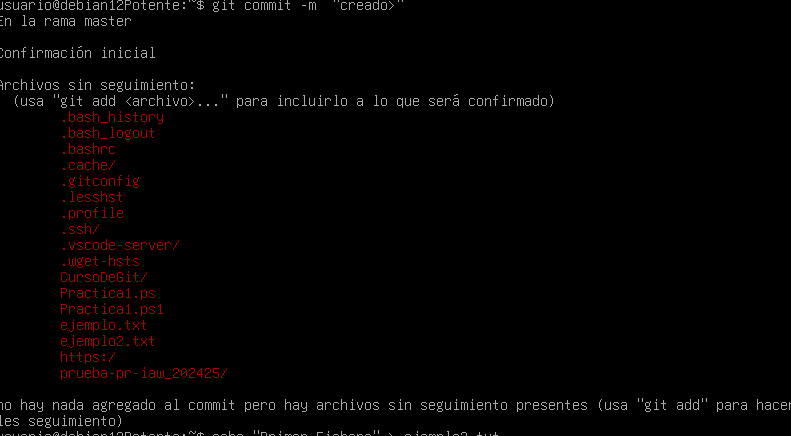 usuario@debian12Potente:~$ git commit -m  "creado>"
En la rama master
Confirmación inicial
Archivos sin seguimiento:
(usa "git add <archivo>..." para incluirlo a lo que será confirmado)
.bash_history
.bash_logout
.bashrc
.cache/
.gitconfig
.lesshst
.profile
.ssh/
.vscode-server/
.wget-hsts
CursoDeGit/
Practica1.ps
Practica1.ps1
ejemplo.txt
ejemplo2.txt
https:/
prueba-pr-iaw_202425/
no hay nada agregado al commit pero hay archivos sin seguimiento presentes (usa "git add" para hacer
les seguimiento)
usuario@debian12Potente:~$ echo "Primer Fichero" > ejemplo2.txt